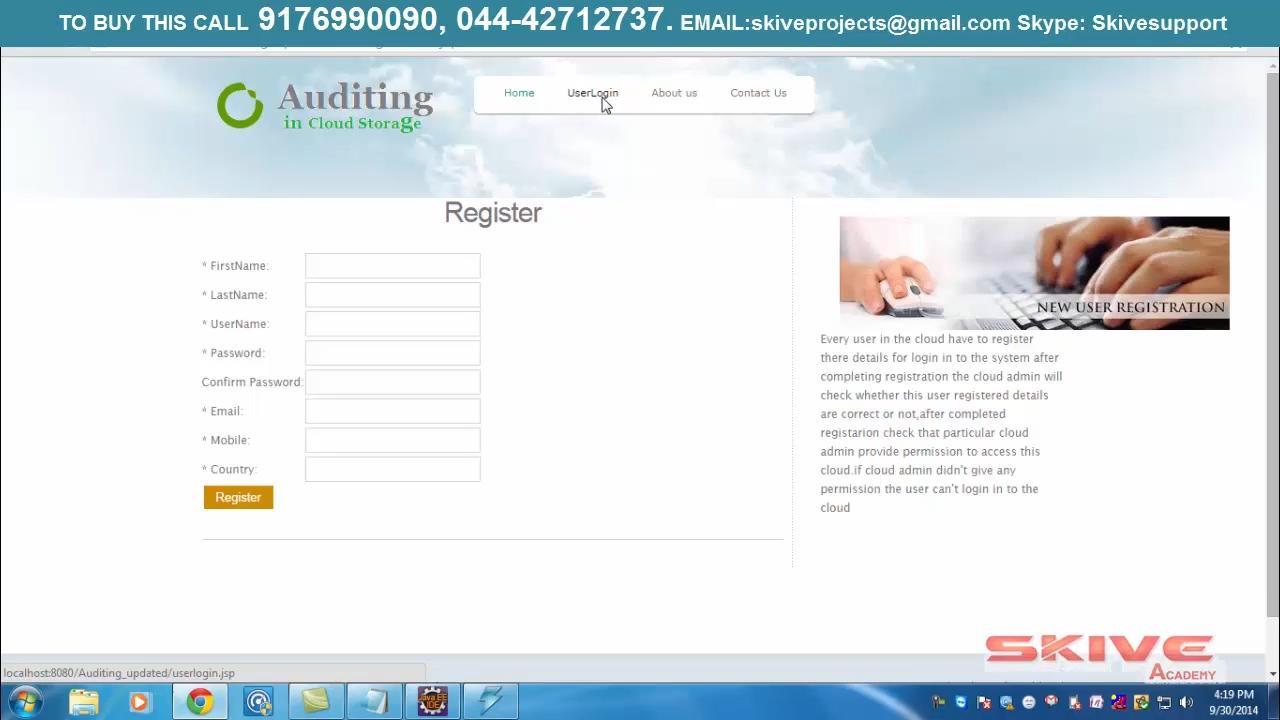 TO BUY THIS CALL 9176990090, 044-42712737. EMAIL:skiveprojects@gmail.com Skype: Skivesupport
Auditing
in Cloud Storage
Home UserLogin About us Contact Us
Register
* FirstName:
* LastName:
* UserName:
* Password:
Confirm Password:
* Email:
* Mobile:
* Country:
Register
NEW USER REGISTRATION
Every user in the cloud have to register
there details for login in to the system after
completing registration the cloud admin will
check whether this user registered details
are correct or not,after completed
registarion check that particular cloud
admin provide permission to access this
cloud.if cloud admin didn't give any
permission the user can't login in to the
cloud
SKIVE
ACADEMY
localhost:8080/Auditing_updated/userlogin.jsp
Java EE
IDE
4:19 PM
9/30/2014